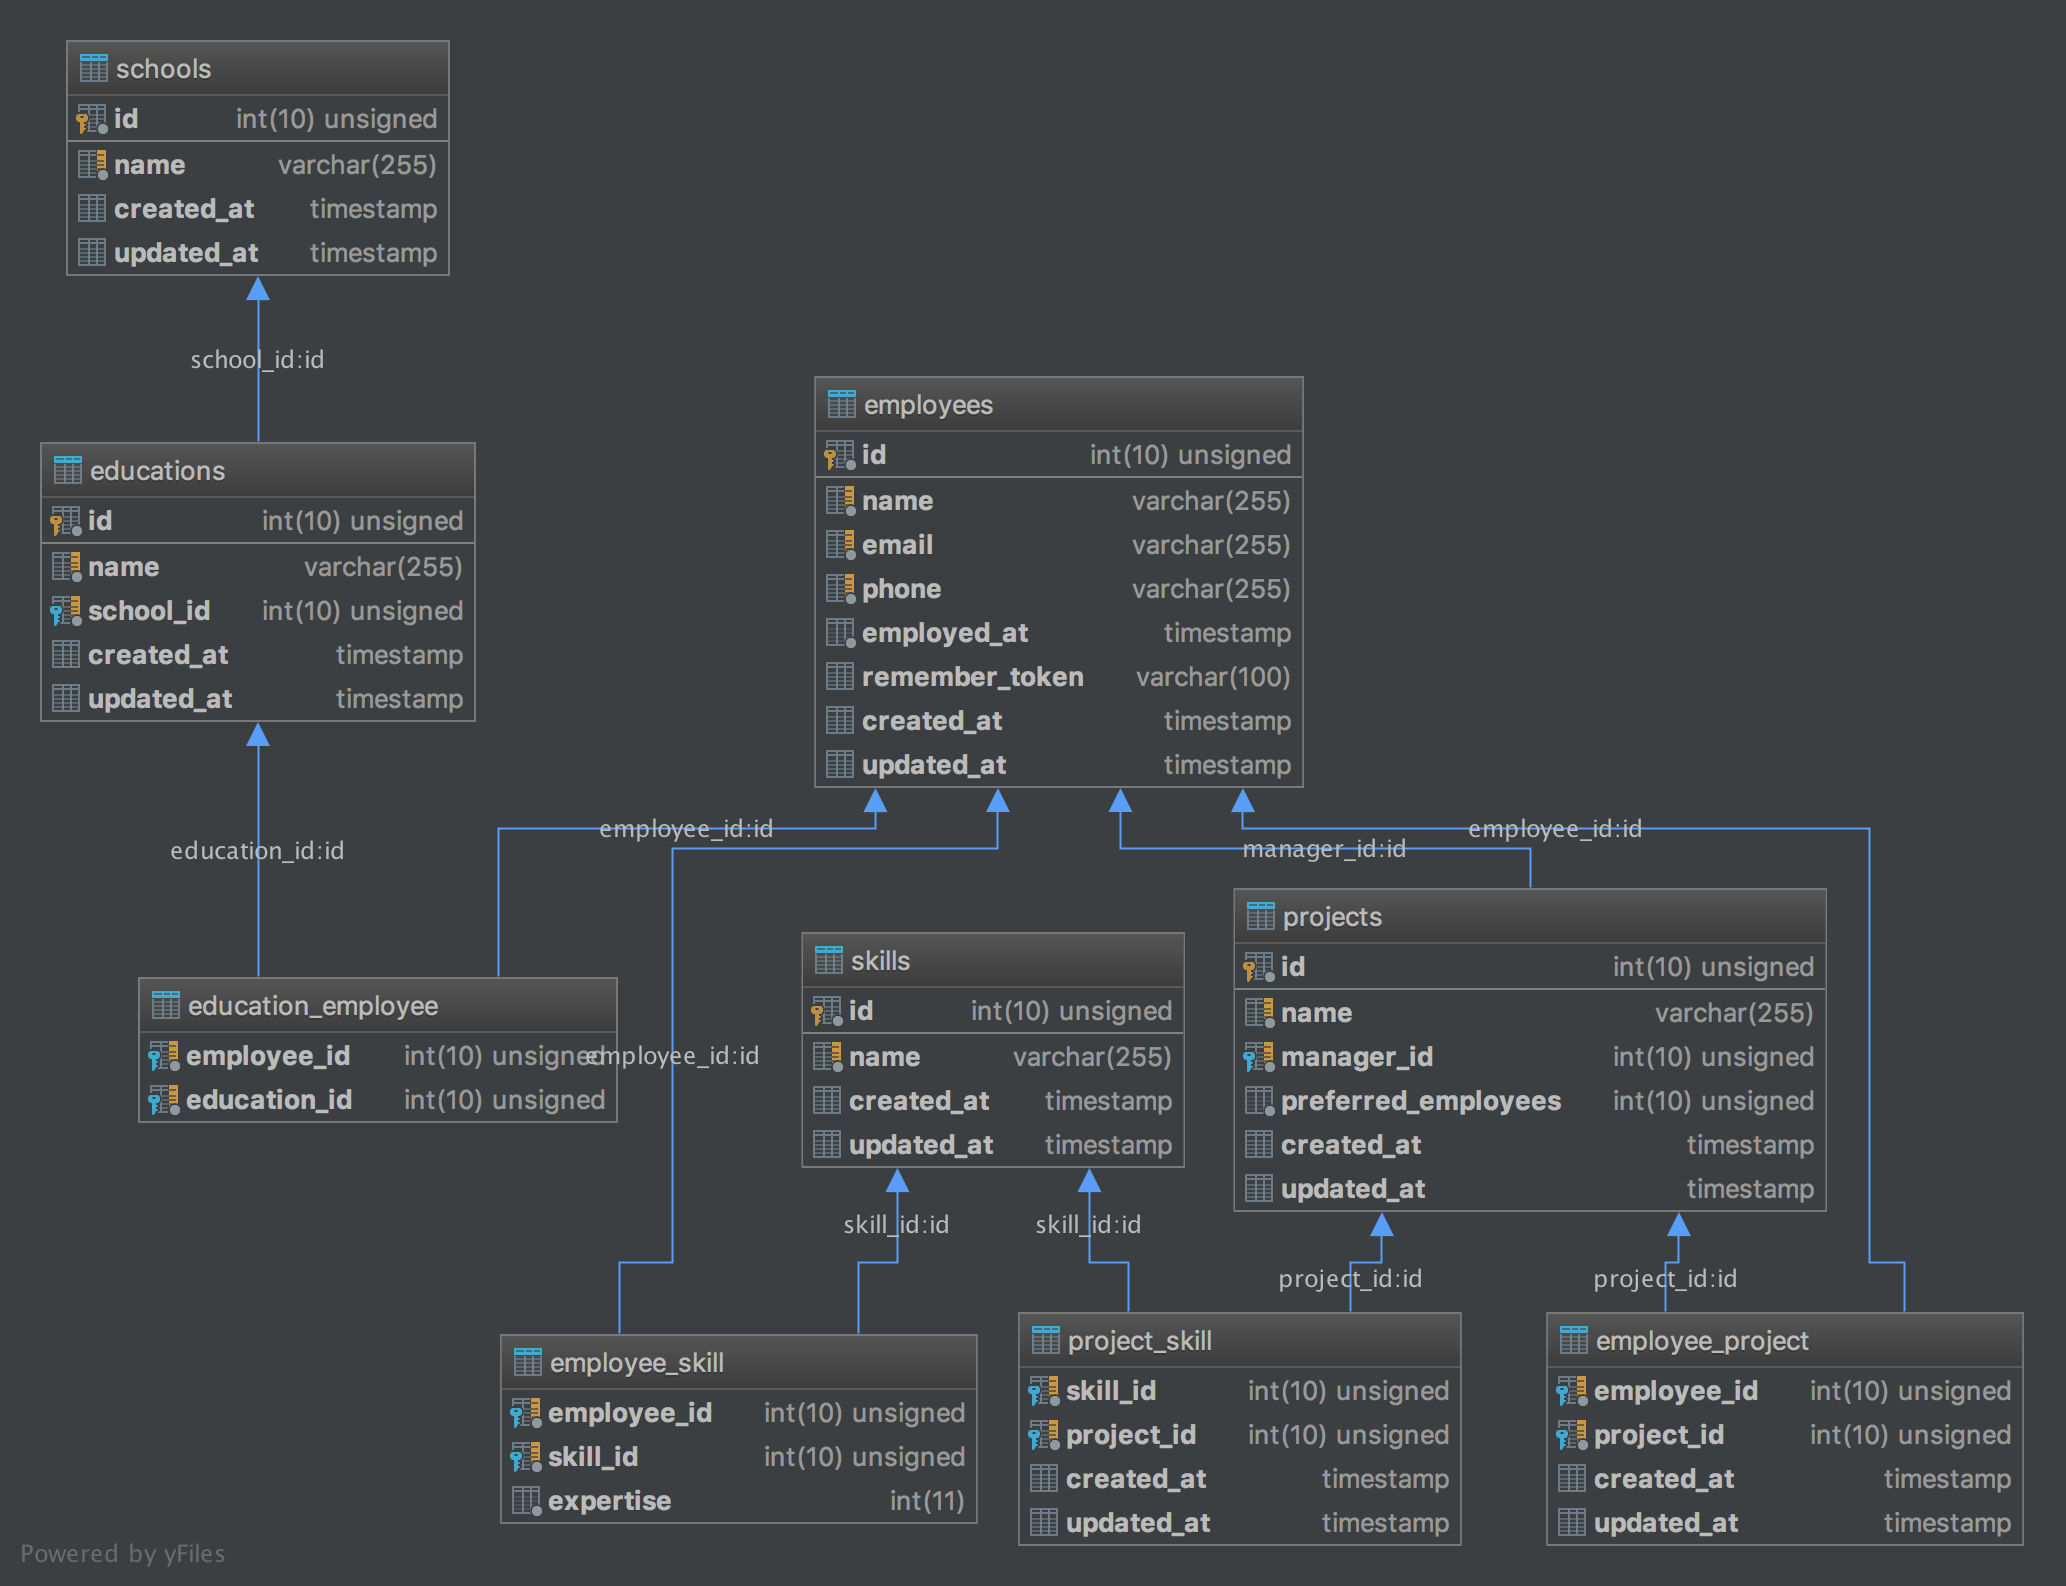 schools
id int(10) unsigned
name varchar(255)
created_at timestamp
updated_at timestamp
school_id:id
educations
id int(10) unsigned
name varchar(255)
school_id int(10) unsigned
created_at timestamp
updated_at timestamp
employees
id int(10) unsigned
name varchar(255)
email varchar(255)
phone varchar(255)
employed_at timestamp
remember_token varchar(100)
created_at timestamp
updated_at timestamp
education_id:id
employee_id:id
manager_id:id
employee_id:id
education_employee
employee_id int(10) unsigned
education_id int(10) unsigned
employee_id:id
skills
id int(10) unsigned
name varchar(255)
created_at timestamp
updated_at timestamp
projects
id int(10) unsigned
name varchar(255)
manager_id int(10) unsigned
preferred_employees int(10) unsigned
created_at timestamp
updated_at timestamp
skill_id:id
skill_id:id
project_id:id
project_id:id
employee_skill
employee_id int(10) unsigned
skill_id int(10) unsigned
expertise int(11)
project_skill
skill_id int(10) unsigned
project_id int(10) unsigned
created_at timestamp
updated_at timestamp
employee_project
employee_id int(10) unsigned
project_id int(10) unsigned
created_at timestamp
updated_at timestamp
Powered by yFiles